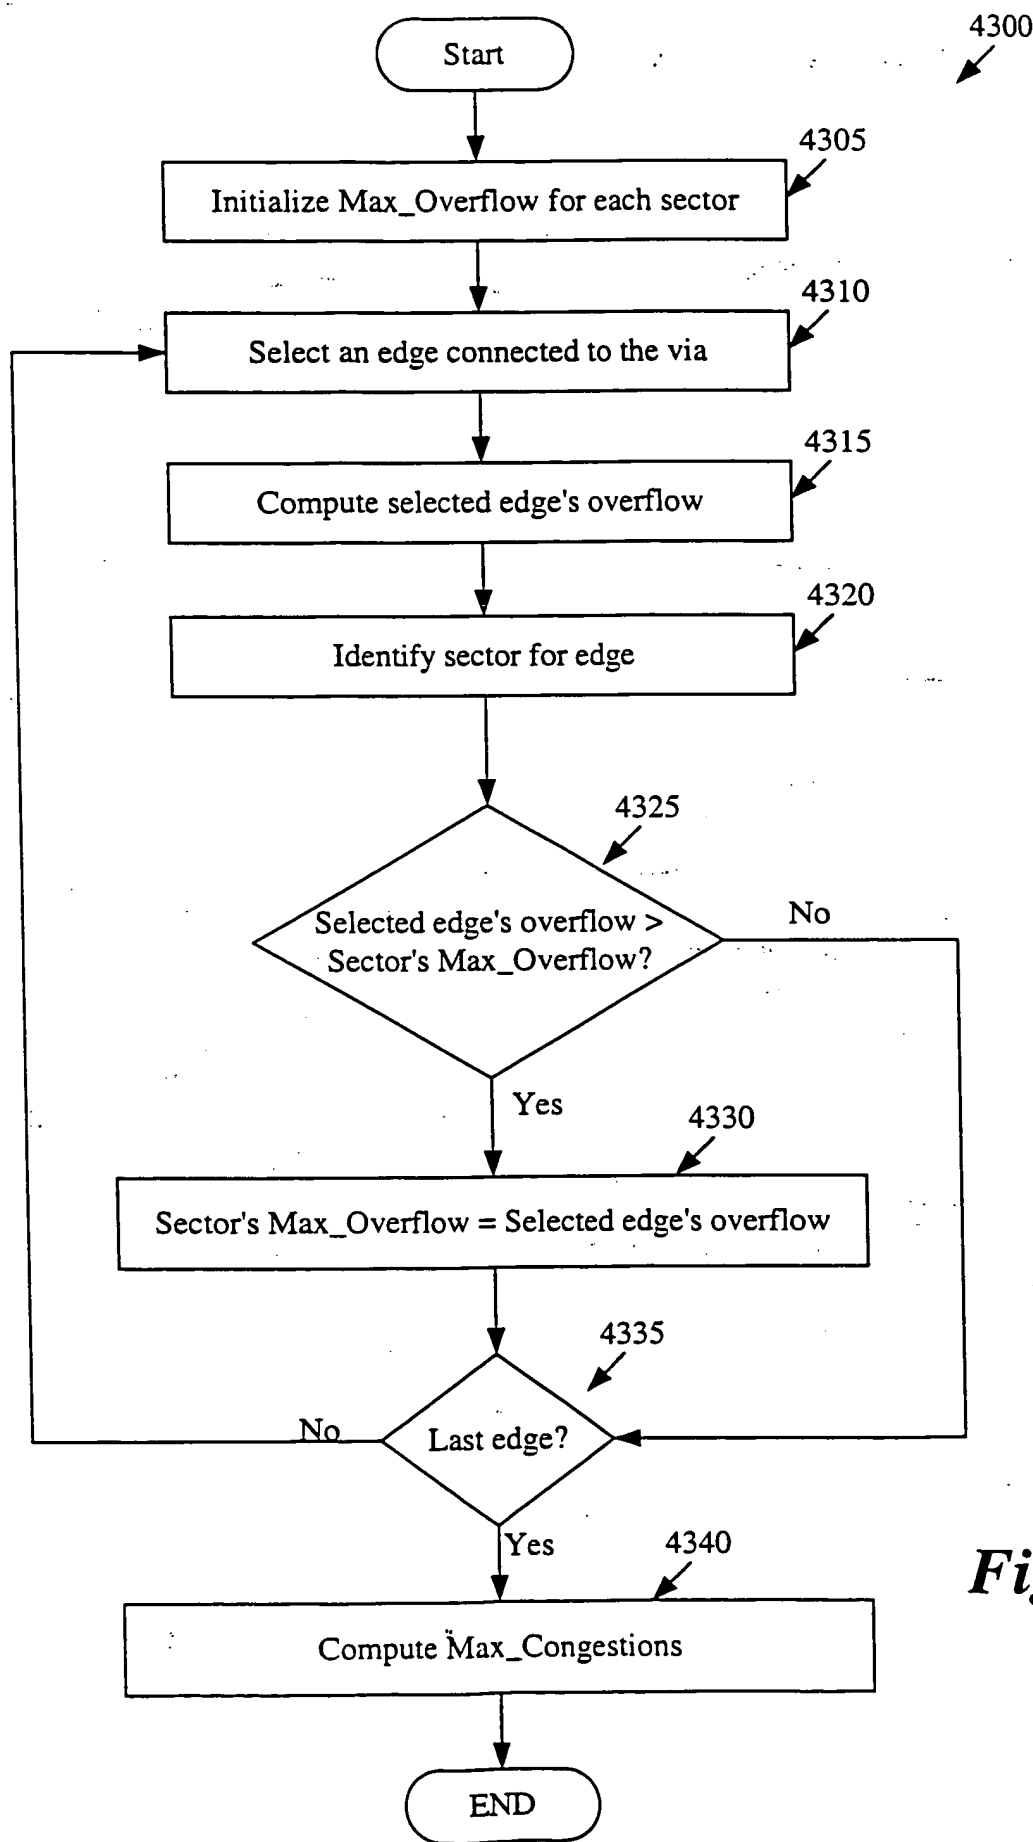 4300
Start
4305
Initialize Max_Overflow for each sector
4310
Select an edge connected to the via
4315
Compute selected edge's overflow
4320
Identify sector for edge
4325
Selected edge's overflow >
Sector's Max_Overflow?
No
Yes
4330
Sector's Max_Overflow = Selected edge's overflow
4335
Last edge?
No
Yes
4340
Compute Max_Congestions
END